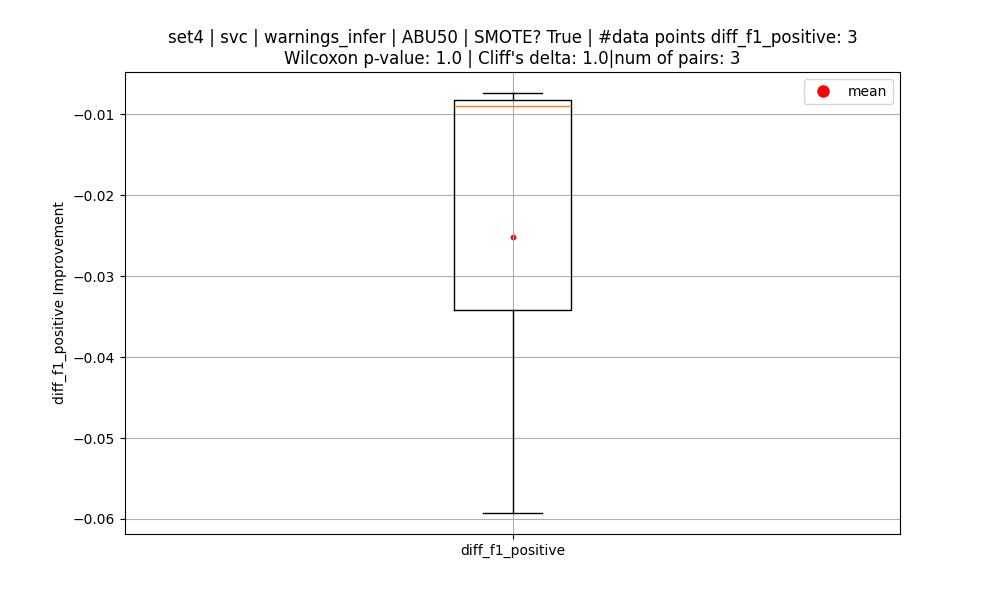 set4 | svc | warnings_infer | ABU50 | SMOTE? True | #data points diff_f1_positive: 3
Wilcoxon p-value: 1.0 | Cliff's delta: 1.0|num of pairs: 3
mean
−0.01
−0.02
−0.03
−0.04
−0.05
−0.06
diff_f1_positive Improvement
diff_f1_positive